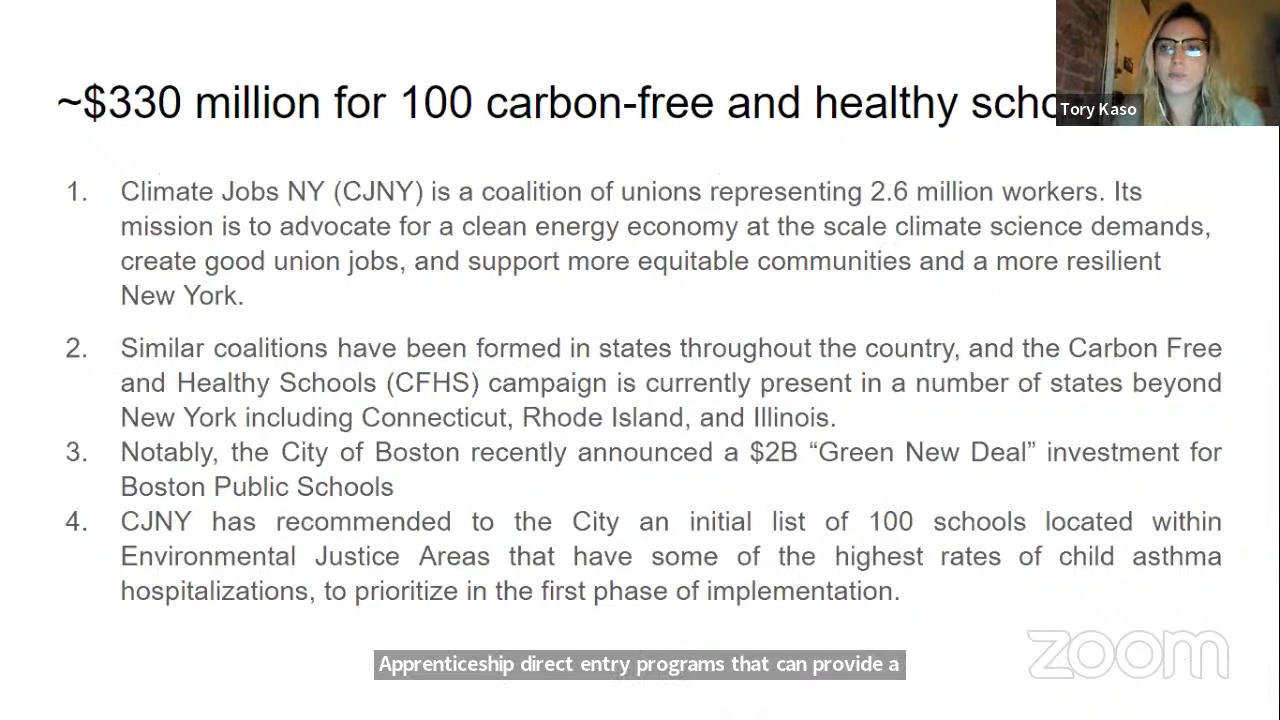 ~$330 million for 100 carbon-free and healthy scho
Tory Kaso
1. Climate Jobs NY (CJNY) is a coalition of unions representing 2.6 million workers. Its
mission is to advocate for a clean energy economy at the scale climate science demands,
create good union jobs, and support more equitable communities and a more resilient
New York.
2. Similar coalitions have been formed in states throughout the country, and the Carbon Free
and Healthy Schools (CFHS) campaign is currently present in a number of states beyond
New York including Connecticut, Rhode Island, and Illinois.
3. Notably, the City of Boston recently announced a $2B “Green New Deal” investment for
Boston Public Schools
4. CJNY has recommended to the City an initial list of 100 schools located within
Environmental Justice Areas that have some of the highest rates of child asthma
hospitalizations, to prioritize in the first phase of implementation.
Apprenticeship direct entry programs that can provide a
zoom